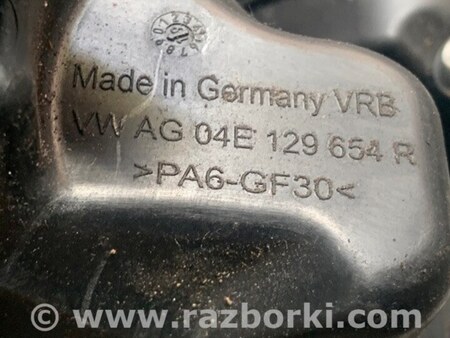 Made in Germany VRB
VW AG 04E 129 654 R
>PA6-GF30<
© www.razborki.com